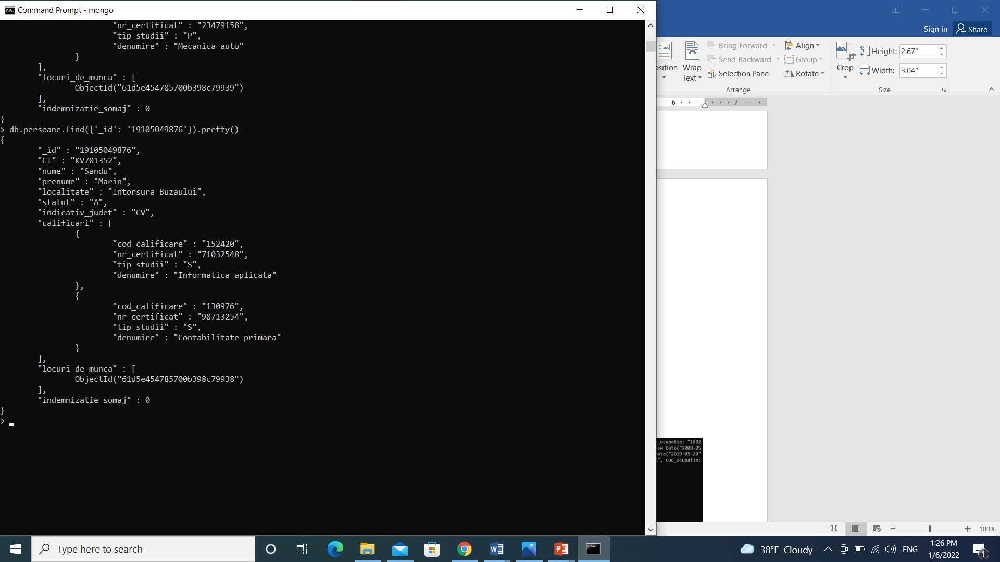 Command Prompt - mongo
"nr_certificat" : "23479158",
"tip_studii" : "P",
"denumire" : "Mecanica auto"
}
],
"locuri_de_munca" : [
ObjectId("61d5e454785700b398c79939")
],
"indemnizatie_somaj" : 0
}
> db.persoane.find({'_id': '19105049876'}).pretty()
{
"_id" : "19105049876",
"CI" : "KV781352",
"nume" : "Sandu",
"prenume" : "Marin",
"localitate" : "Intorsura Buzaului",
"statut" : "A",
"indicativ_judet" : "CV",
"calificari" : [
{
"cod_calificare" : "152420",
"nr_certificat" : "71032548",
"tip_studii" : "S",
"denumire" : "Informatica aplicata"
},
{
"cod_calificare" : "130976",
"nr_certificat" : "98713254",
"tip_studii" : "S",
"denumire" : "Contabilitate primara"
}
],
"locuri_de_munca" : [
ObjectId("61d5e454785700b398c79938")
],
"indemnizatie_somaj" : 0
}
>
Sign in
Share
osition
Wrap
Text
Bring Forward
Send Backward
Selection Pane
Align
Group
Rotate
Arrange
Crop
Height: 2.67"
Width: 3.04"
Size
6
7
_ocupatie: "1892
new Date("2008-05
Date("2019-05-20"
", cod_ocupatie:
100%
Type here to search
38°F Cloudy
ENG
1:26 PM
1/6/2022
1